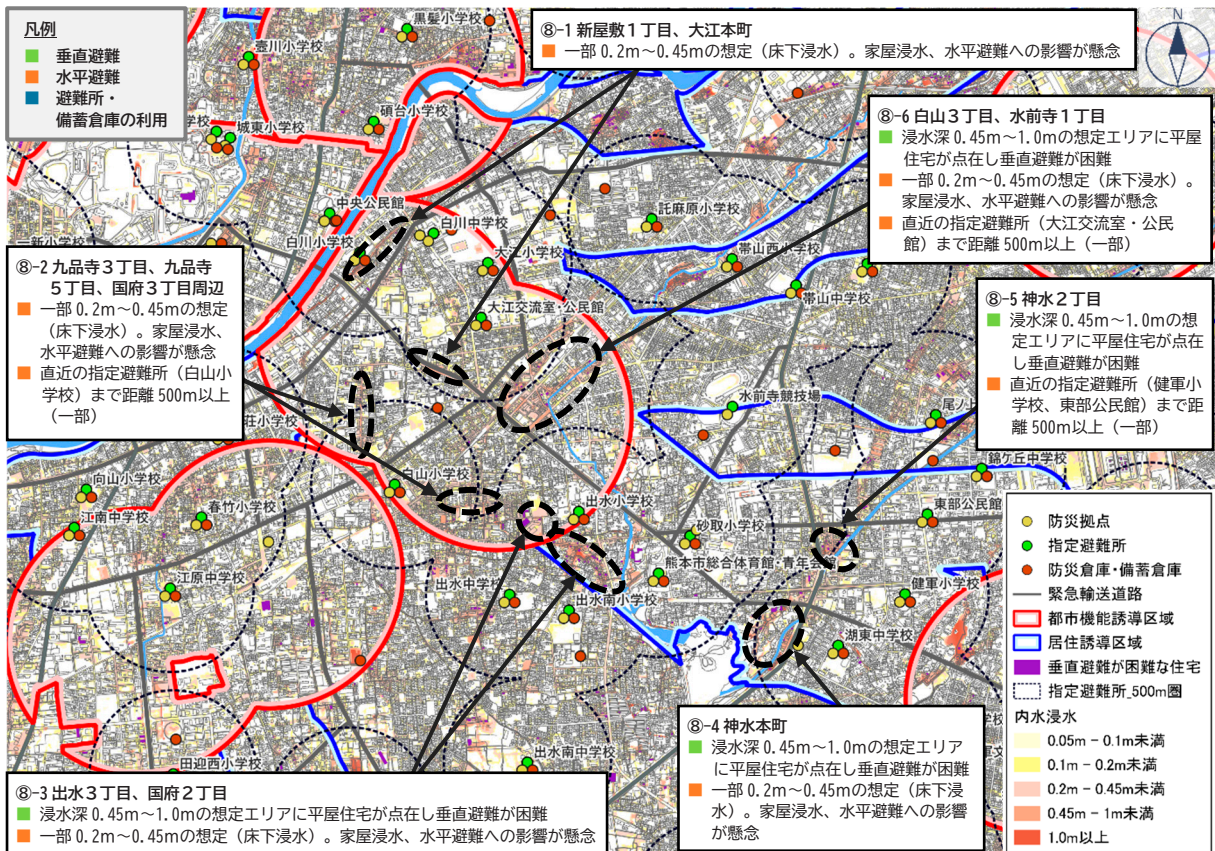 凡例
垂直避難
水平避難
避難所・
備蓄倉庫の利用
⑧-1 新屋敷1丁目、大江本町
一部 0.2m~0.45mの想定(床下浸水)。家屋浸水、水平避難への影響が懸念
N
⑧-6 白山3丁目、水前寺1丁目
浸水深 0.45m~1.0mの想定エリアに平屋
住宅が点在し垂直避難が困難
一部 0.2m~0.45mの想定(床下浸水)。
家屋浸水、水平避難への影響が懸念
直近の指定避難所(大江交流室・公民
館)まで距離 500m以上(一部)
⑧-2 九品寺3丁目、九品寺
5丁目、国府3丁目周辺
一部 0.2m~0.45mの想定
(床下浸水)。家屋浸水、
水平避難への影響が懸念
直近の指定避難所(白山小
学校)まで距離 500m以上
(一部)
⑧-5 神水2丁目
浸水深 0.45m~1.0mの想
定エリアに平屋住宅が点在
し垂直避難が困難
直近の指定避難所(健軍小
学校、東部公民館)まで距
離 500m以上(一部)
黒髪小学校
壺川小学校
碩台小学校
城東小学校
学校
中央公民館
白川中学校
託麻原小学校
一新小学校
白川小学校
大江小学校
帯山西小学校
帯山中学校
大江交流室・公民館
水前寺競技場
尾ノ上
荘小学校
錦ケ丘中学校
向山小学校
春竹小学校
白山小学校
出水小学校
砂取小学校
東部公民館
江南中学校
熊本市総合体育館・青年会館
江原中学校
出水中学校
健軍小学校
出水南小学校
湖東中学校
出水南中学校
田迎西小学校
防災拠点
指定避難所
防災倉庫・備蓄倉庫
緊急輸送道路
都市機能誘導区域
居住誘導区域
垂直避難が困難な住宅
指定避難所_500m圏
内水浸水
0.05m - 0.1m未満
0.1m - 0.2m未満
0.2m - 0.45m未満
0.45m - 1m未満
1.0m以上
⑧-4 神水本町
浸水深 0.45m~1.0mの想定エリア
に平屋住宅が点在し垂直避難が困難
一部 0.2m~0.45mの想定(床下浸
水)。家屋浸水、水平避難への影響
が懸念
⑧-3 出水3丁目、国府2丁目
浸水深 0.45m~1.0mの想定エリアに平屋住宅が点在し垂直避難が困難
一部 0.2m~0.45mの想定(床下浸水)。家屋浸水、水平避難への影響が懸念